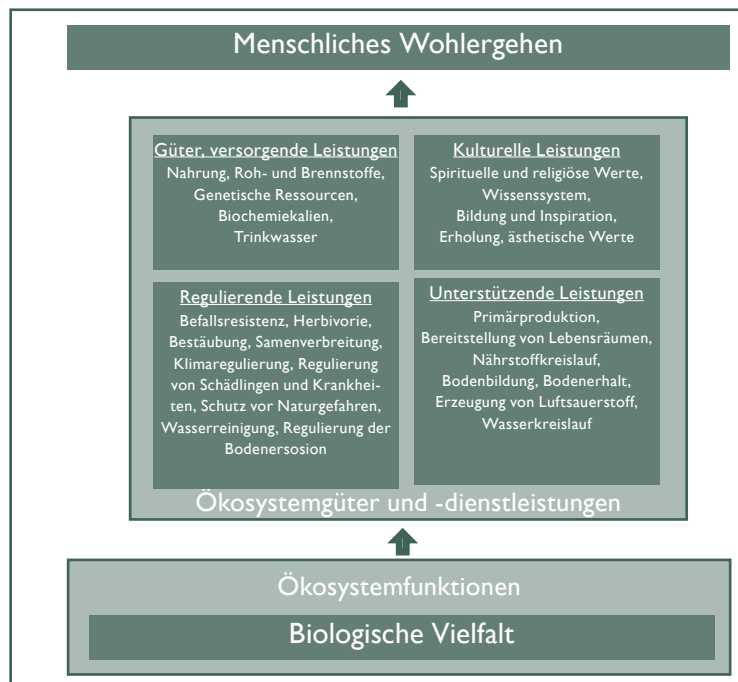 Menschliches Wohlergehen
Güter, versorgende Leistungen
Nahrung, Roh- und Brennstoffe,
Genetische Ressourcen,
Biochemiekalien,
Trinkwasser
Kulturelle Leistungen
Spirituelle und religiöse Werte,
Wissenssystem,
Bildung und Inspiration,
Erholung, ästhetische Werte
Regulierende Leistungen
Befallsresistenz, Herbivorie,
Bestäubung, Samenverbreitung,
Klimaregulierung, Regulierung
von Schädlingen und Krankhei-
ten, Schutz vor Naturgefahren,
Wasserreinigung, Regulierung der
Bodenersosion
Unterstützende Leistungen
Primärproduktion,
Bereitstellung von Lebensräumen,
Nährstoffkreislauf,
Bodenbildung, Bodenerhalt,
Erzeugung von Luftsauerstoff,
Wasserkreislauf
Ökosystemgüter und -dienstleistungen
Ökosystemfunktionen
Biologische Vielfalt